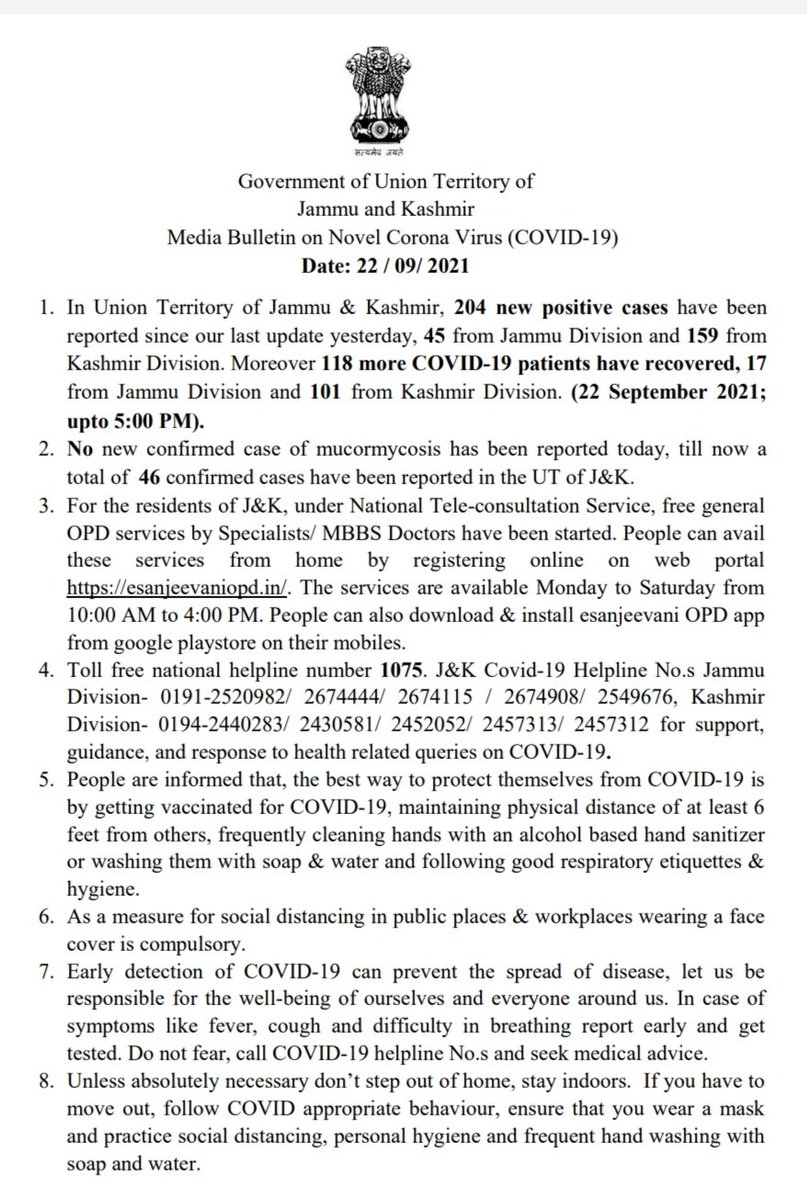 सत्यमेव जयते
Government of Union Territory of
Jammu and Kashmir
Media Bulletin on Novel Corona Virus (COVID-19)
Date: 22 / 09/ 2021
1. In Union Territory of Jammu & Kashmir, 204 new positive cases have been
reported since our last update yesterday, 45 from Jammu Division and 159 from
Kashmir Division. Moreover 118 more COVID-19 patients have recovered, 17
from Jammu Division and 101 from Kashmir Division. (22 September 2021;
upto 5:00 PM).
2. No new confirmed case of mucormycosis has been reported today, till now a
total of 46 confirmed cases have been reported in the UT of J&K.
3. For the residents of J&K, under National Tele-consultation Service, free general
OPD services by Specialists/ MBBS Doctors have been started. People can avail
these services from home by registering online on web portal
https://esanjeevaniopd.in/. The services are available Monday to Saturday from
10:00 AM to 4:00 PM. People can also download & install esanjeevani OPD app
from google playstore on their mobiles.
4. Toll free national helpline number 1075. J&K Covid-19 Helpline No.s Jammu
Division- 0191-2520982/ 2674444/ 2674115 / 2674908/ 2549676, Kashmir
Division- 0194-2440283/ 2430581/ 2452052/ 2457313/ 2457312 for support,
guidance, and response to health related queries on COVID-19.
5. People are informed that, the best way to protect themselves from COVID-19 is
by getting vaccinated for COVID-19, maintaining physical distance of at least 6
feet from others, frequently cleaning hands with an alcohol based hand sanitizer
or washing them with soap & water and following good respiratory etiquettes &
hygiene.
6. As a measure for social distancing in public places & workplaces wearing a face
cover is compulsory.
7. Early detection of COVID-19 can prevent the spread of disease, let us be
responsible for the well-being of ourselves and everyone around us. In case of
symptoms like fever, cough and difficulty in breathing report early and get
tested. Do not fear, call COVID-19 helpline No.s and seek medical advice.
8. Unless absolutely necessary don’t step out of home, stay indoors. If you have to
move out, follow COVID appropriate behaviour, ensure that you wear a mask
and practice social distancing, personal hygiene and frequent hand washing with
soap and water.